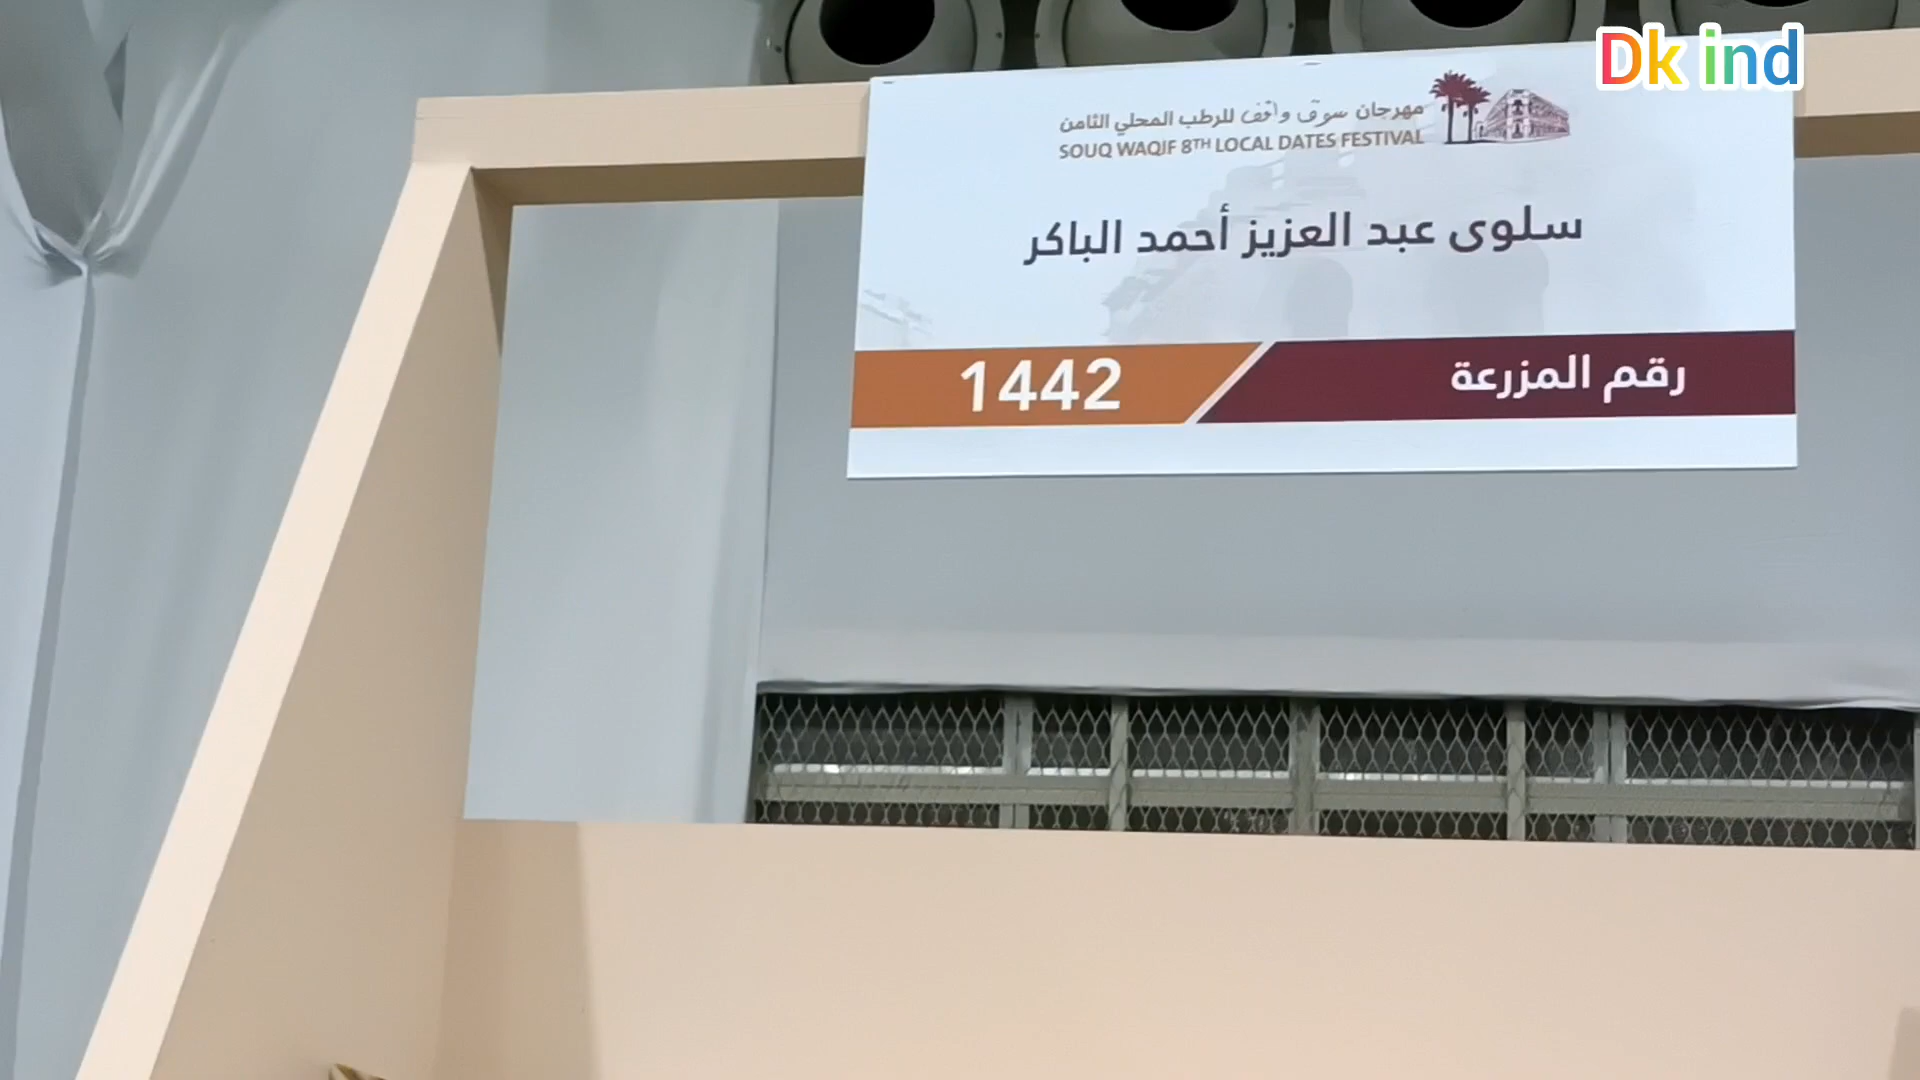 Dk ind
مهرجان سوق واقف للرطب المحلي الثامن
SOUQ WAQIF 8TH LOCAL DATES FESTIVAL
سلوى عبد العزيز أحمد الباكر
رقم المزرعة 1442